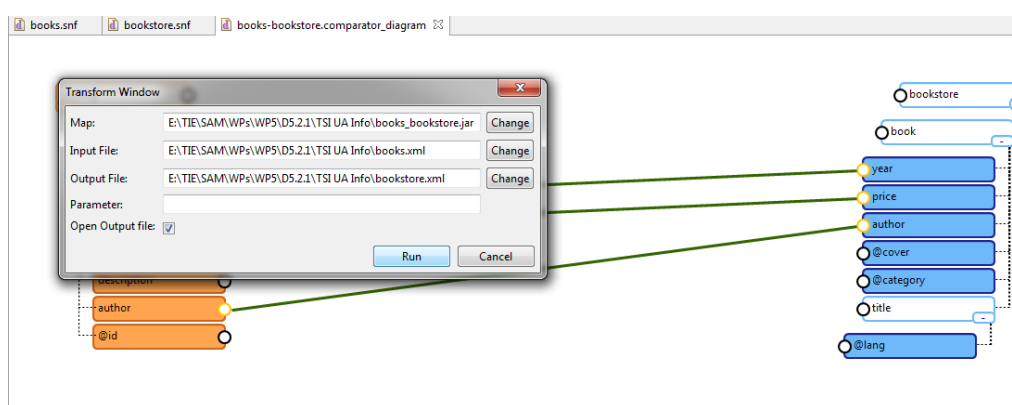 books.snf
bookstore.snf
books-bookstore.comparator_diagram
Transform Window
Map:
E:\TIE\SAM\WPs\WP5\D5.2.1\TSI UA Info\books_bookstore.jar
Change
Input File:
E:\TIE\SAM\WPs\WP5\D5.2.1\TSI UA Info\books.xml
Change
Output File:
E:\TIE\SAM\WPs\WP5\D5.2.1\TSI UA Info\bookstore.xml
Change
Parameter:
Open Output file:
Run
Cancel
description
author
@id
bookstore
book
-
year
price
author
@cover
@category
title
-
@lang